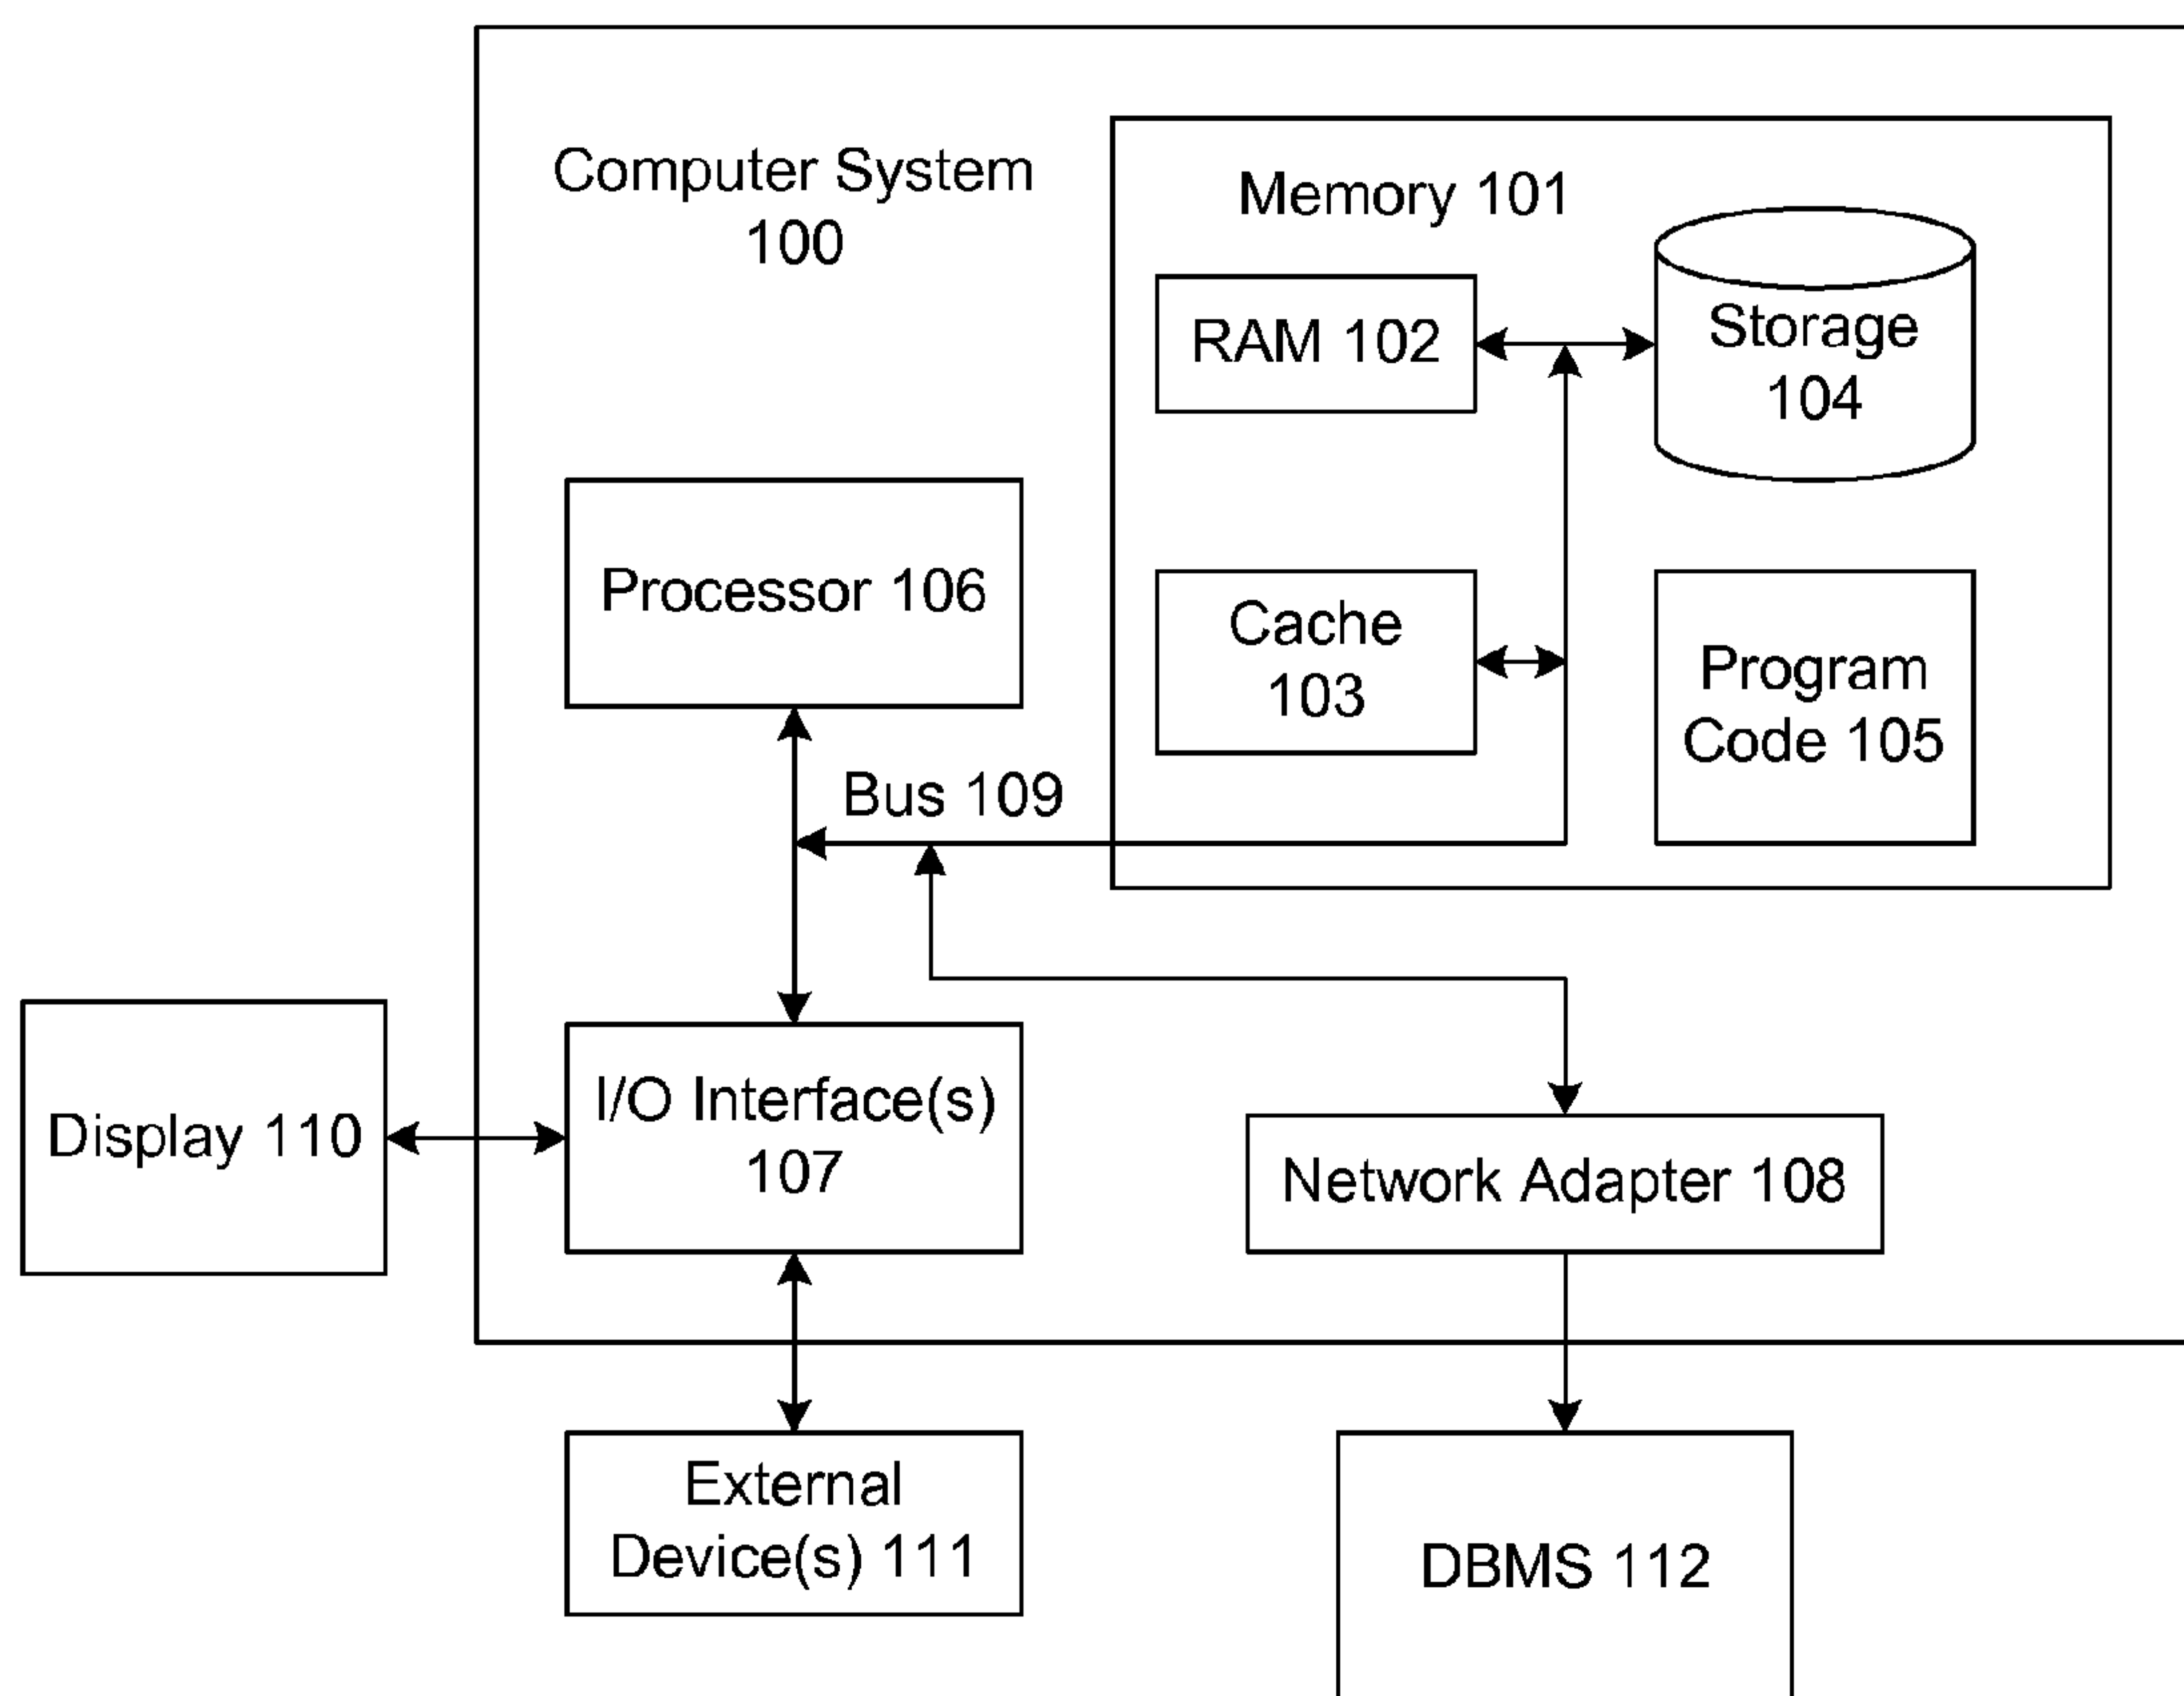 Computer System
100
Memory 101
RAM 102
Storage
104
Processor 106
Cache
103
Program
Code 105
Bus 109
Display 110
I/O Interface(s)
107
Network Adapter 108
External
Device(s) 111
DBMS 112